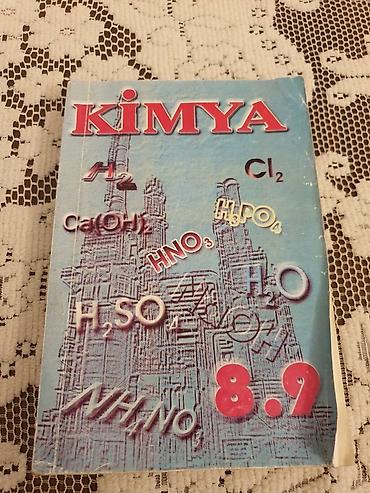 KİMYA
H₂
Cl₂
Ca(OH)₂
H₃PO₄
HNO₃
H₂O
H₂SO₄
NaOH
8.9
NH₄NO₃